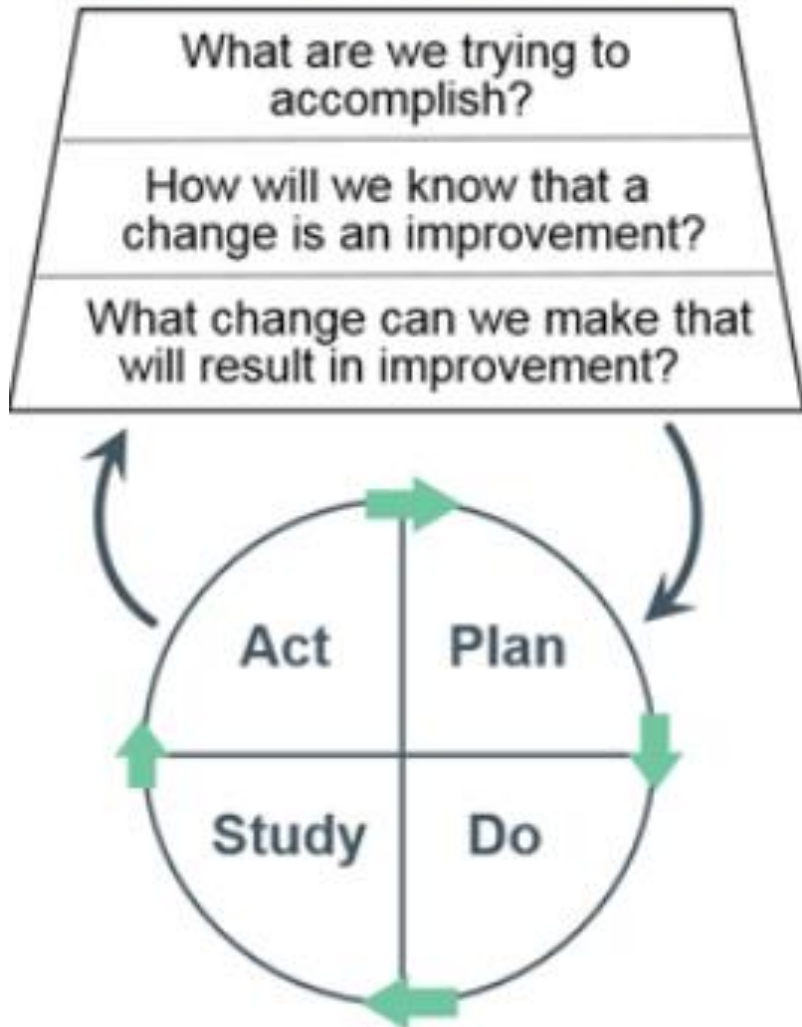 What are we trying to
accomplish?
How will we know that a
change is an improvement?
What change can we make that
will result in improvement?
Act
Plan
Study
Do